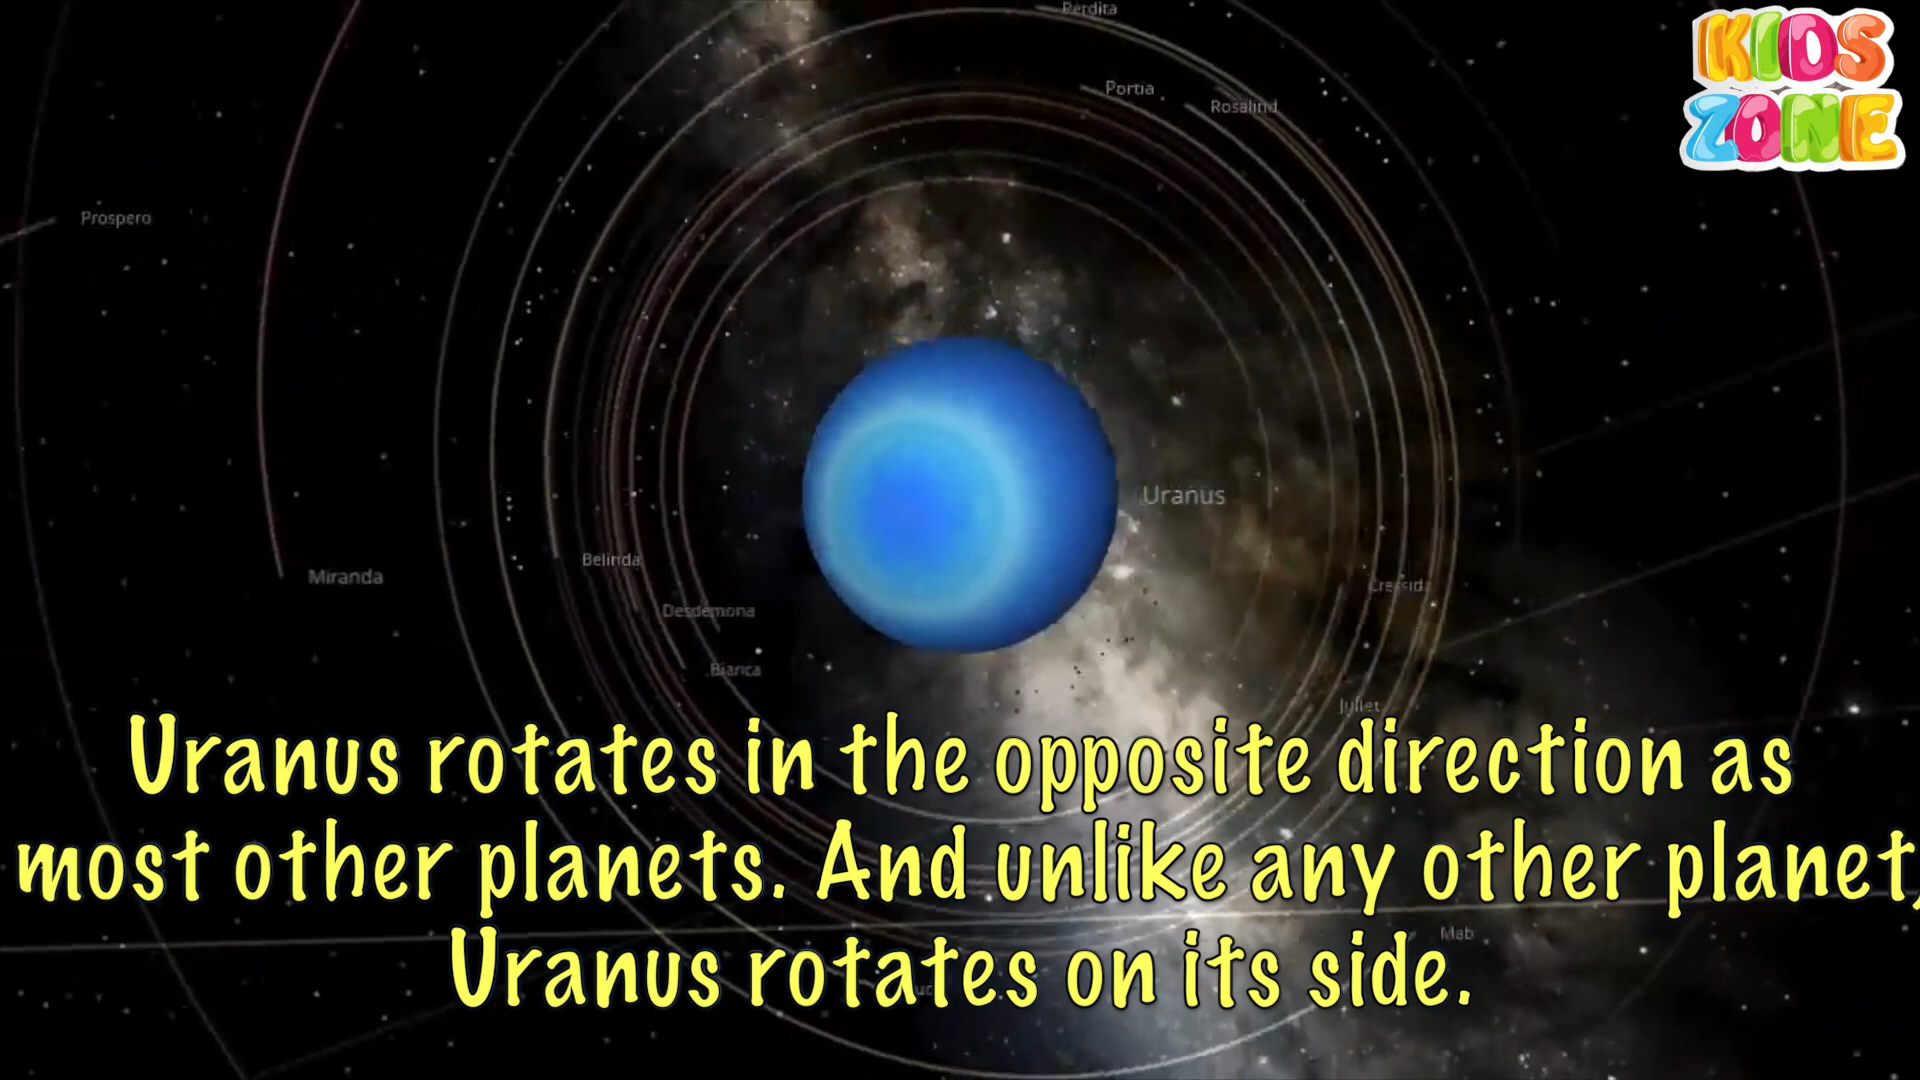 Perdita
KIDS
ZONE
Portia
Rosalind
Prospero
Uranus
Belinda
Miranda
Cressida
Desdemona
Bianca
Juliet
Uranus rotates in the opposite direction as
most other planets. And unlike any other planet,
Uranus rotates on its side.
Mab